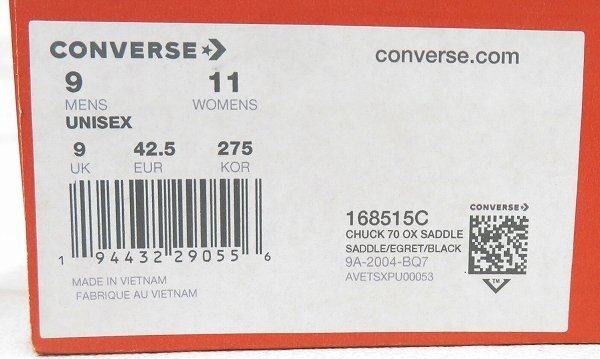 CONVERSE
converse.com
9 11
MENS WOMENS
UNISEX
9 42.5 275
UK EUR KOR
1 94432 29055 6
MADE IN VIETNAM
FABRIQUE AU VIETNAM
168515C
CHUCK 70 OX SADDLE
SADDLE/EGRET/BLACK
9A-2004-BQ7
AVETSXPU00053
CONVERSE
TM